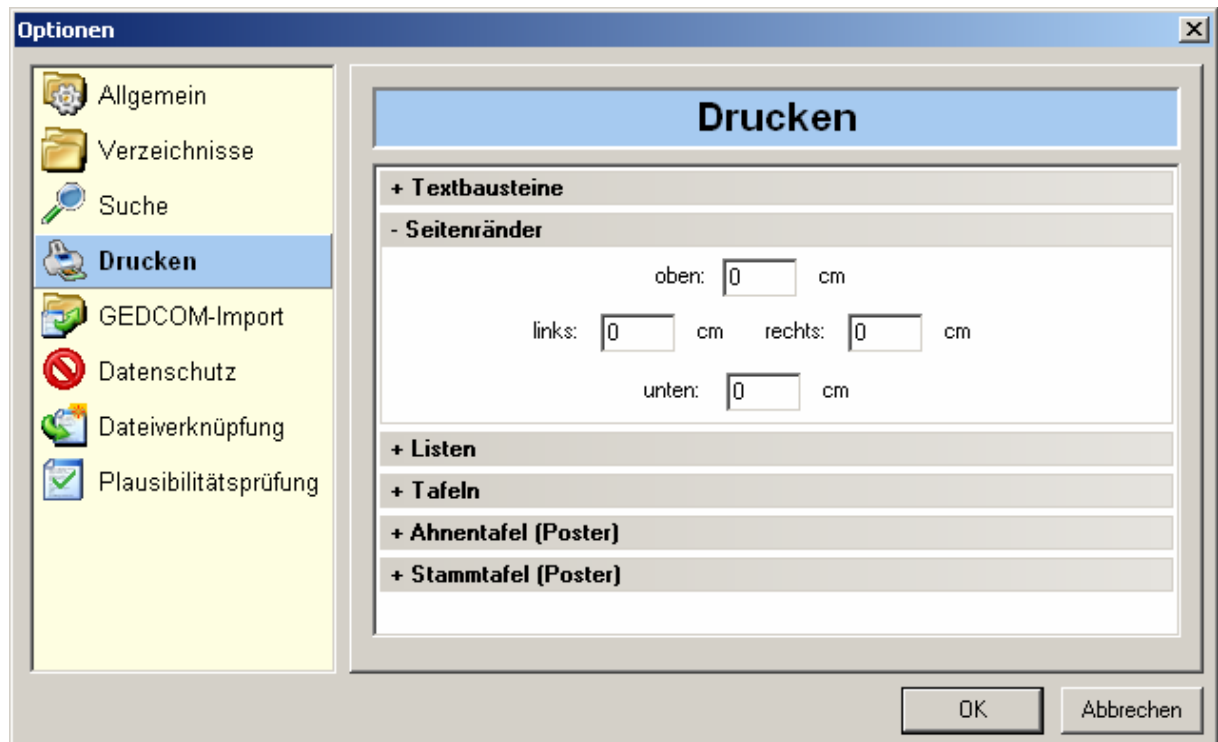 Optionen
Allgemein
Verzeichnisse
Suche
Drucken
GEDCOM-Import
Datenschutz
Dateiverknüpfung
Plausibilitätsprüfung
Drucken
+ Textbausteine
- Seitenränder
oben: 0 cm
links: 0 cm rechts: 0 cm
unten: 0 cm
+ Listen
+ Tafeln
+ Ahnentafel (Poster)
+ Stammtafel (Poster)
OK Abbrechen